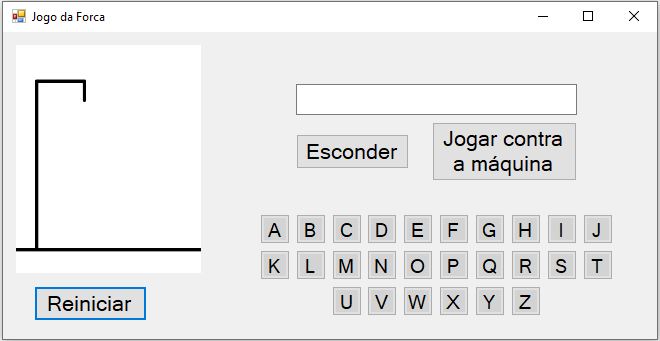 Jogo da Forca
Esconder
Jogar contra
a máquina
A B C D E F G H I J
K L M N O P Q R S T
U V W X Y Z
Reiniciar